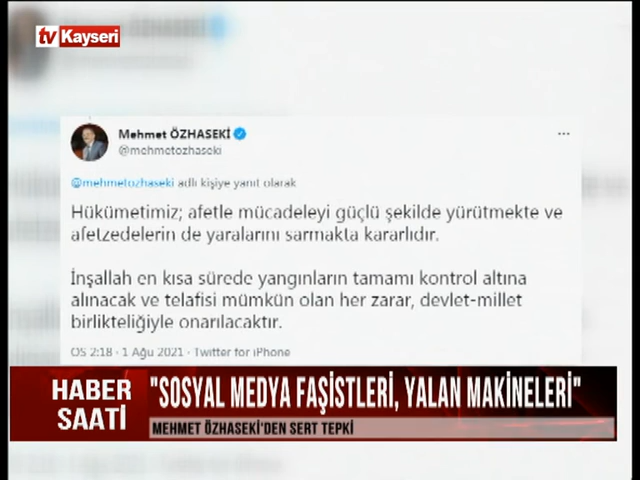 tv Kayseri
Mehmet ÖZHASEKİ
@mehmetozhaseki
@mehmetozhaseki adlı kişiye yanıt olarak
Hükümetimiz; afetle mücadeleyi güçlü şekilde yürütmekte ve
afetzedelerin de yaralarını sarmakta kararlıdır.
İnşallah en kısa sürede yangınların tamamı kontrol altına
alınacak ve telafisi mümkün olan her zarar, devlet-millet
birlikteliğiyle onarılacaktır.
ÖS 2:18 · 1 Ağu 2021 · Twitter for iPhone
HABER
SAATİ
"SOSYAL MEDYA FAŞİSTLERİ, YALAN MAKİNELERİ"
MEHMET ÖZHASEKİ'DEN SERT TEPKİ